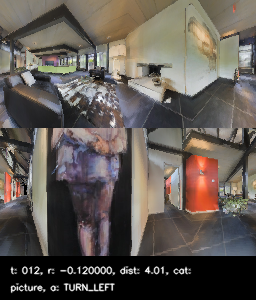 t: 012, r: −0.120000, dist: 4.01, cat:
picture, a: TURN_LEFT